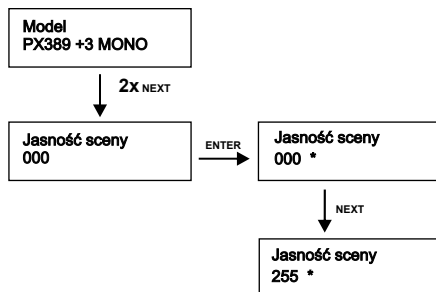 Model
PX389 +3 MONO
2x NEXT
Jasność sceny
000
ENTER
Jasność sceny
000 *
NEXT
Jasność sceny
255 *